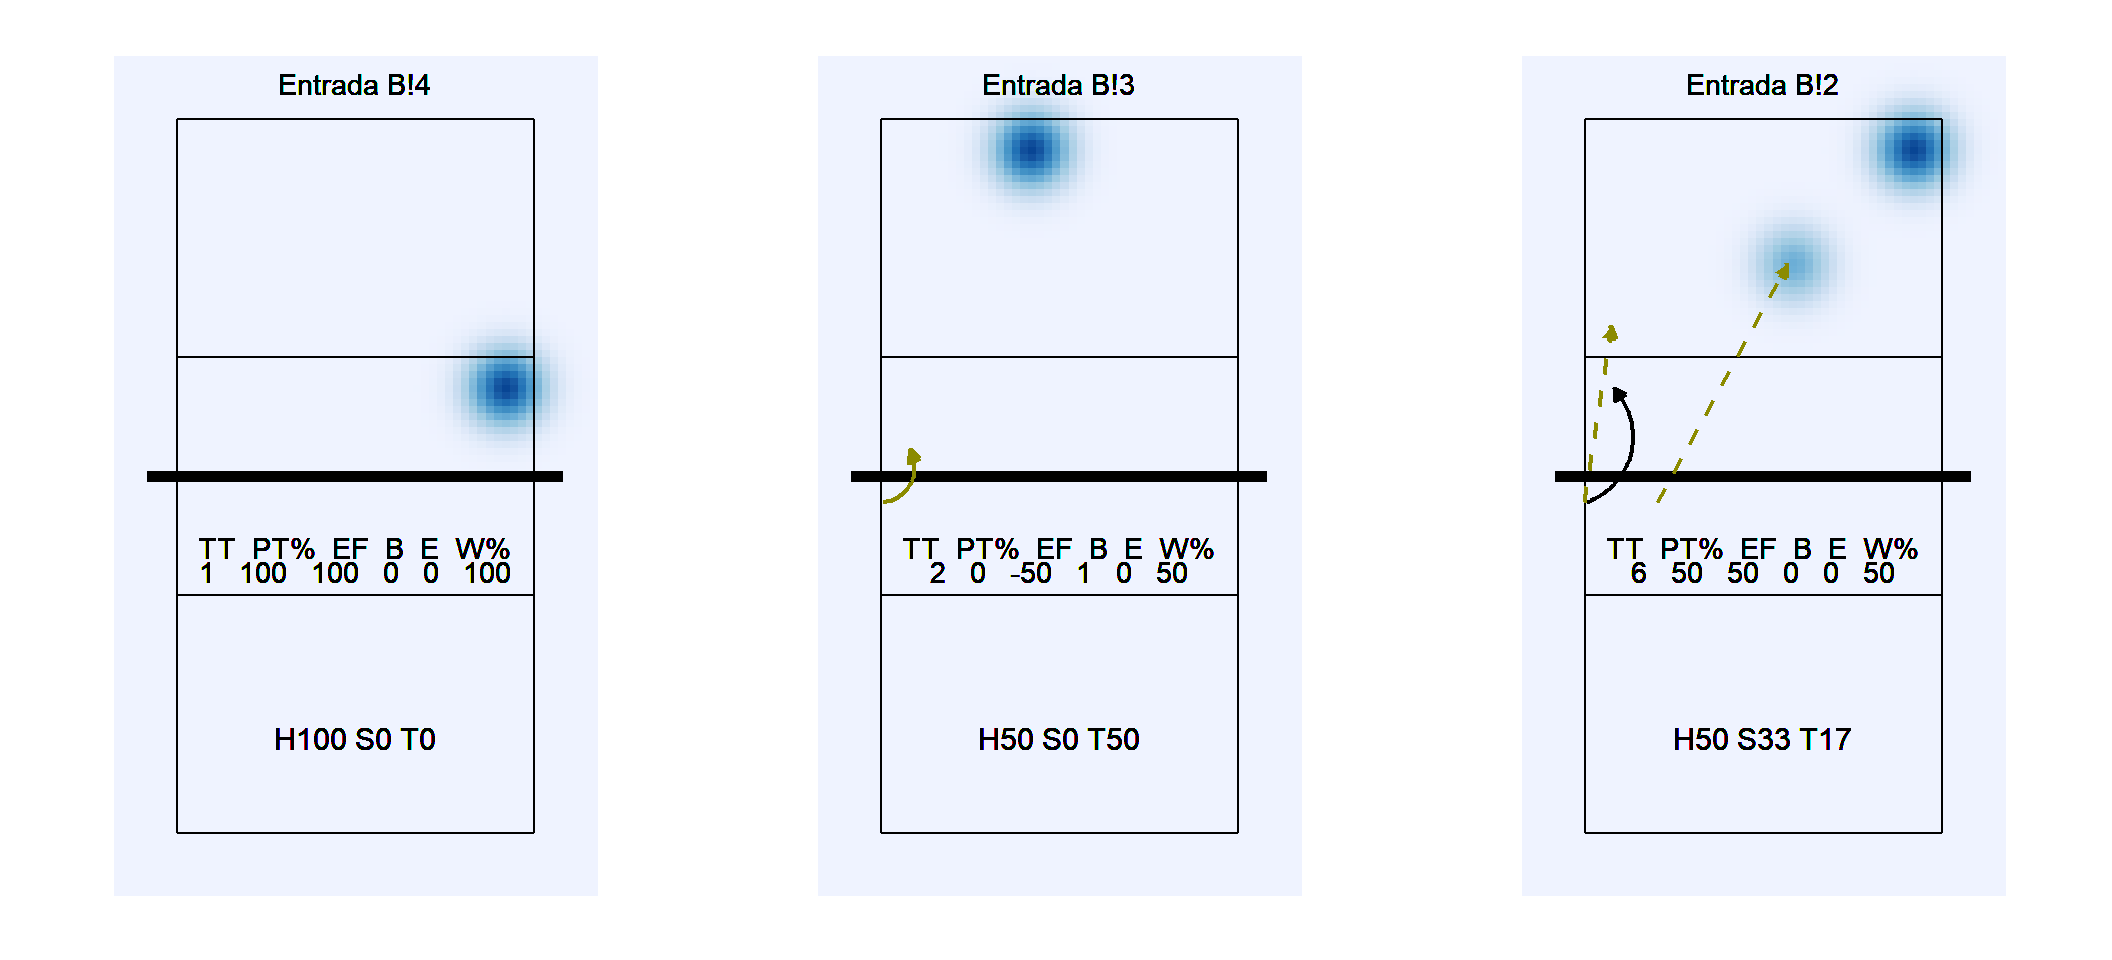 Entrada B!4
TT PT% EF B E W%
1 100 100 0 0 100
H100 S0 T0
Entrada B!3
TT PT% EF B E W%
2 0 -50 1 0 50
H50 S0 T50
Entrada B!2
TT PT% EF B E W%
6 50 50 0 0 50
H50 S33 T17